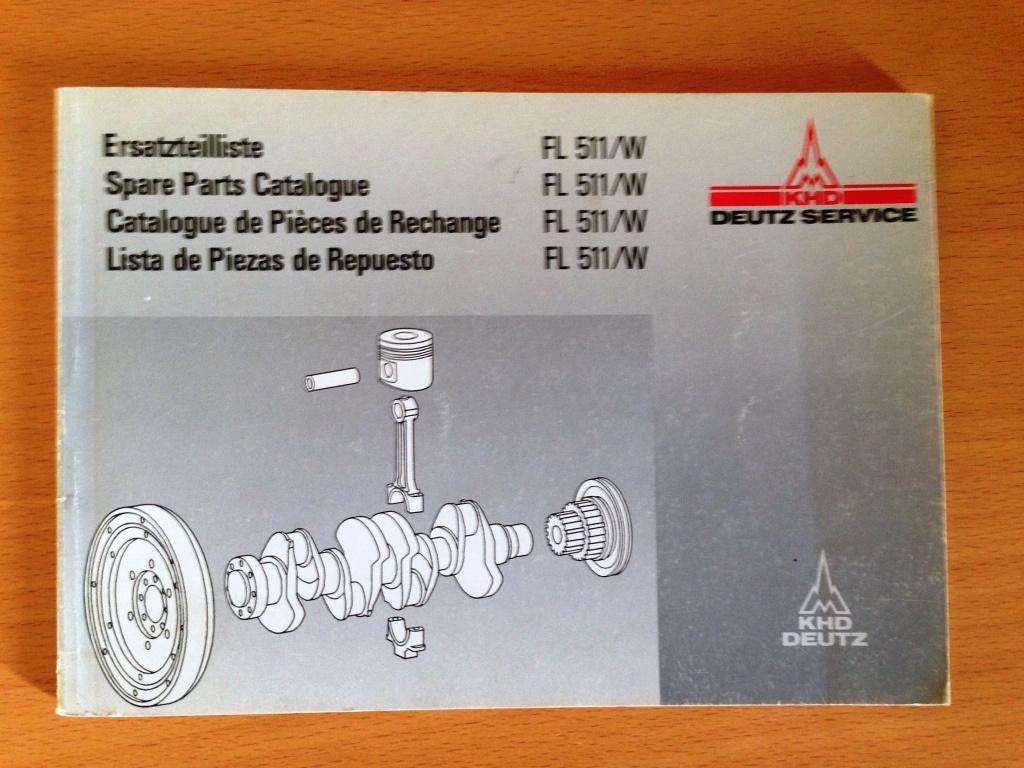 Ersatzteilliste FL 511/W
Spare Parts Catalogue FL 511/W
Catalogue de Pièces de Rechange FL 511/W
Lista de Piezas de Repuesto FL 511/W
KHD
DEUTZ SERVICE
KHD
DEUTZ